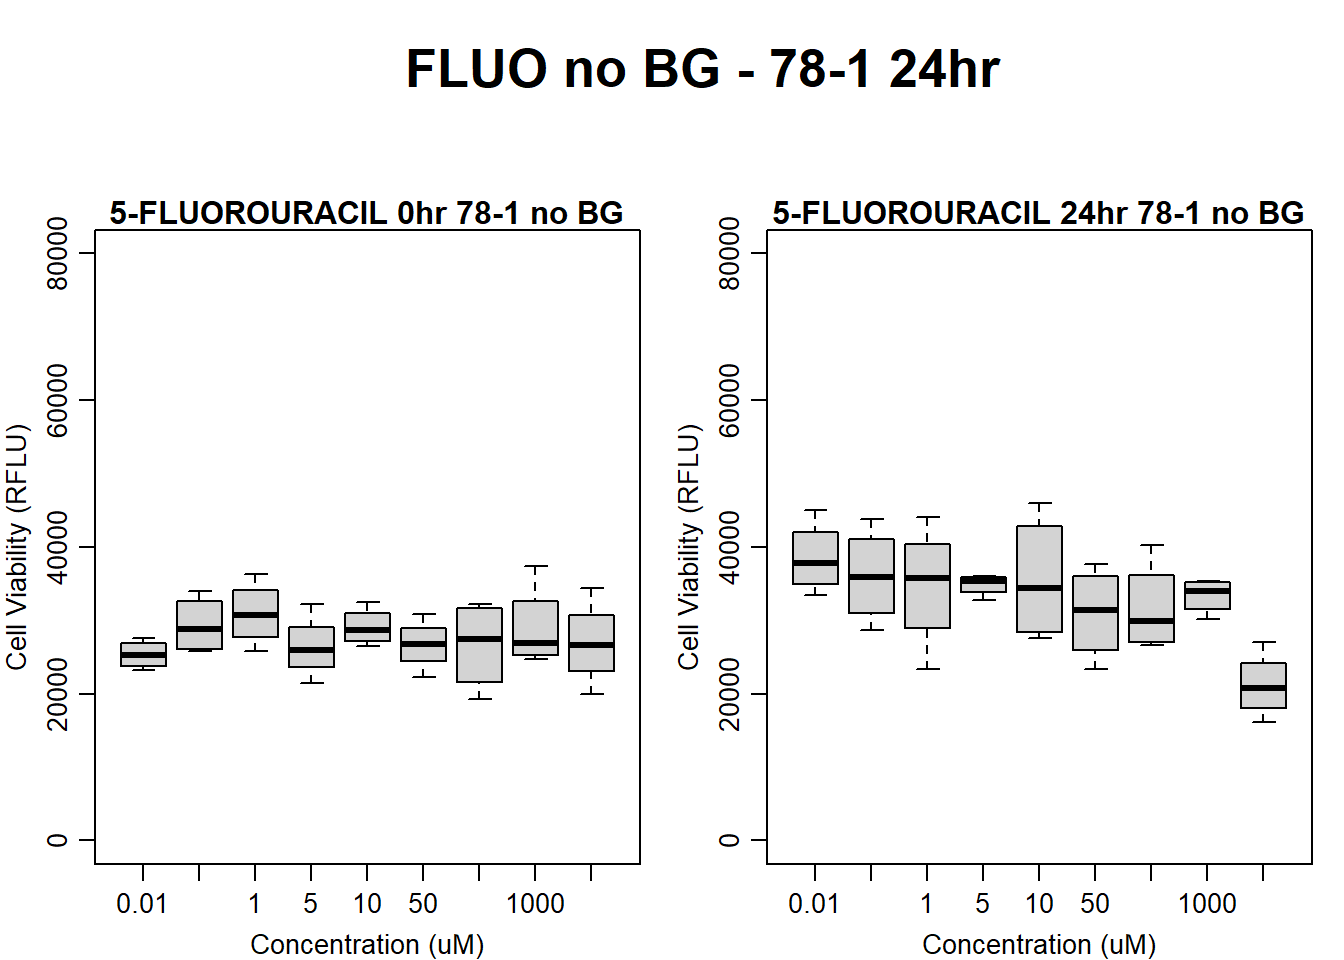 FLUO no BG - 78-1 24hr
5-FLUOROURACIL 0hr 78-1 no BG
Cell Viability (RFLU)
80000
60000
40000
20000
0
0.01 1 5 10 50 1000
Concentration (uM)
5-FLUOROURACIL 24hr 78-1 no BG
Cell Viability (RFLU)
80000
60000
40000
20000
0
0.01 1 5 10 50 1000
Concentration (uM)